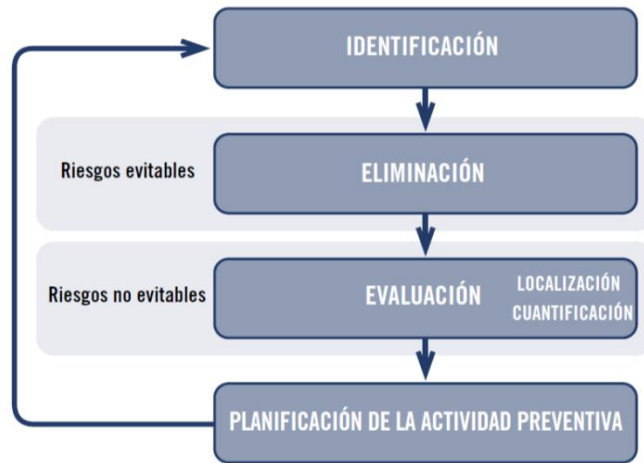 IDENTIFICACIÓN
Riesgos evitables
ELIMINACIÓN
Riesgos no evitables
EVALUACIÓN
LOCALIZACIÓN
CUANTIFICACIÓN
PLANIFICACIÓN DE LA ACTIVIDAD PREVENTIVA